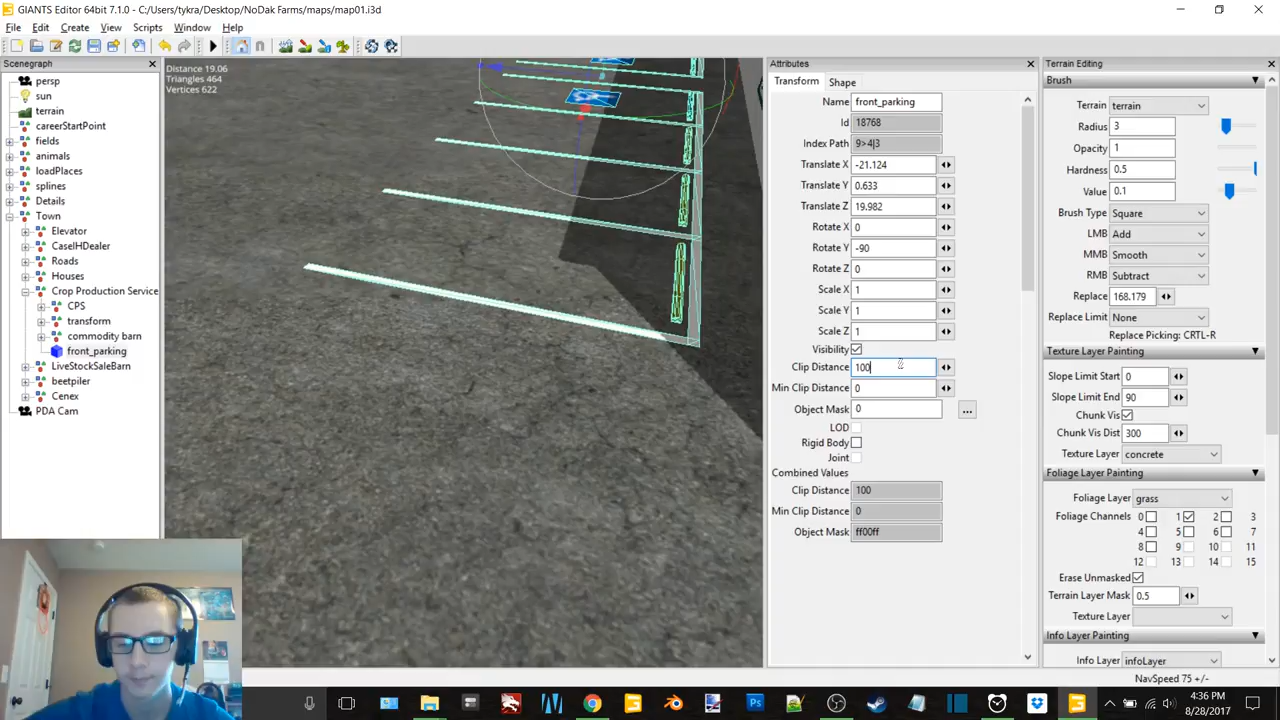 GIANTS Editor 64bit 7.1.0 - C:/Users/tykra/Desktop/NoDak Farms/maps/map01.i3d
File Edit Create View Scripts Window Help
Scenegraph
persp
sun
terrain
careerStartPoint
fields
animals
loadPlaces
splines
Details
Town
Elevator
CaseIHDealer
Roads
Houses
Crop Production Service
CPS
transform
commodity barn
front_parking
LiveStockSaleBarn
beetpiler
Cenex
PDA Cam
Distance 19.06
Triangles 464
Vertices 622
Attributes
Transform Shape
Name front_parking
Id 18768
Index Path 9>4|3
Translate X -21.124
Translate Y 0.633
Translate Z 19.982
Rotate X 0
Rotate Y -90
Rotate Z 0
Scale X 1
Scale Y 1
Scale Z 1
Visibility
Clip Distance 100
Min Clip Distance 0
Object Mask 0 ...
LOD
Rigid Body
Joint
Combined Values
Clip Distance 100
Min Clip Distance 0
Object Mask ff00ff
Terrain Editing
Brush
Terrain terrain
Radius 3
Opacity 1
Hardness 0.5
Value 0.1
Brush Type Square
LMB Add
MMB Smooth
RMB Subtract
Replace 168.179
Replace Limit None
Replace Picking: CRTL-R
Texture Layer Painting
Slope Limit Start 0
Slope Limit End 90
Chunk Vis
Chunk Vis Dist 300
Texture Layer concrete
Foliage Layer Painting
Foliage Layer grass
Foliage Channels 0 1 2 3
4 5 6 7
8 9 10 11
12 13 14 15
Erase Unmasked
Terrain Layer Mask 0.5
Texture Layer
Info Layer Painting
Info Layer infoLayer
NavSpeed 75 +/-
4:36 PM
8/28/2017